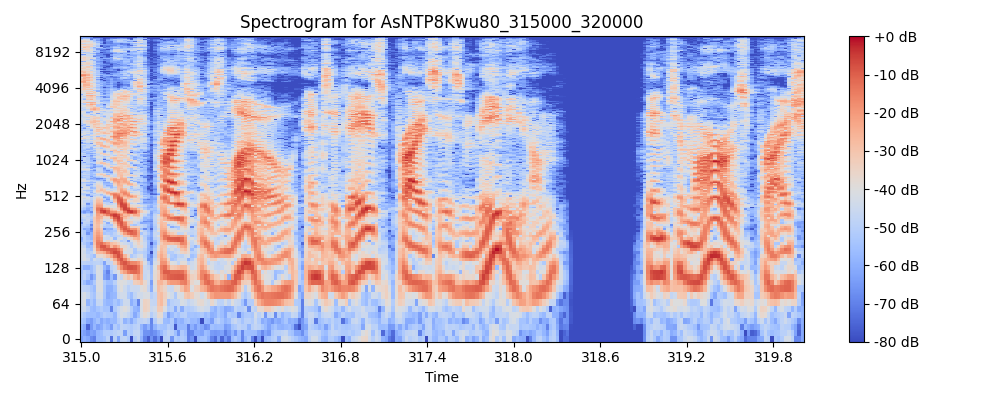 Spectrogram for AsNTP8Kwu80_315000_320000
8192
4096
2048
1024
512
256
128
64
0
Hz
315.0 315.6 316.2 316.8 317.4 318.0 318.6 319.2 319.8
Time
+0 dB
-10 dB
-20 dB
-30 dB
-40 dB
-50 dB
-60 dB
-70 dB
-80 dB